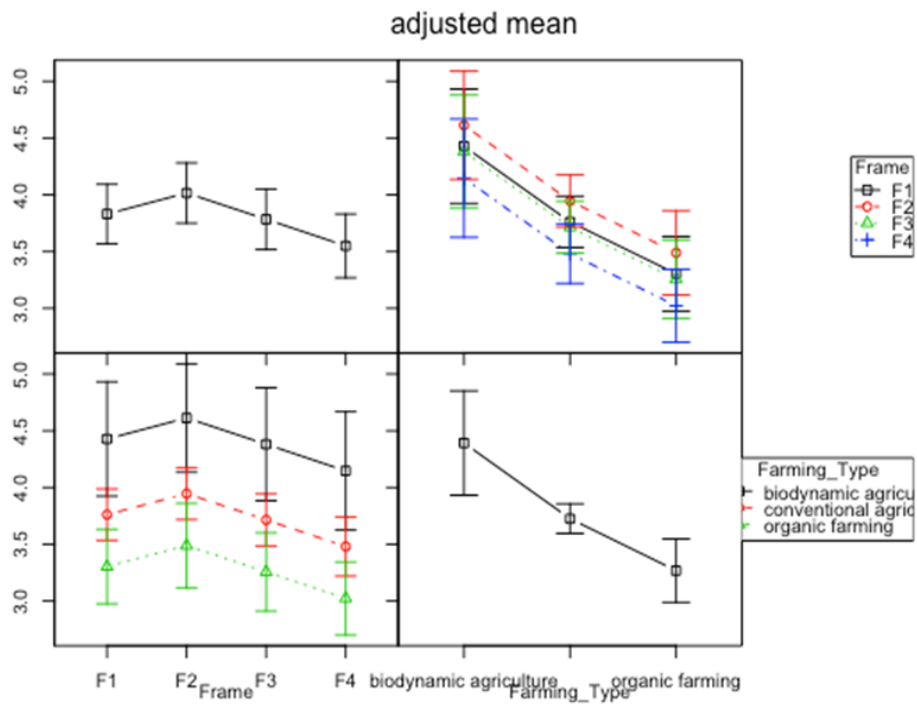 adjusted mean
5.0
4.5
4.0
3.5
3.0
Frame
F1
F2
F3
F4
5.0
4.5
4.0
3.5
3.0
Farming_Type
biodynamic agricu
conventional agric
organic farming
F1 F2 F3 F4 biodynamic agriculture organic farming
Frame Farming_Type